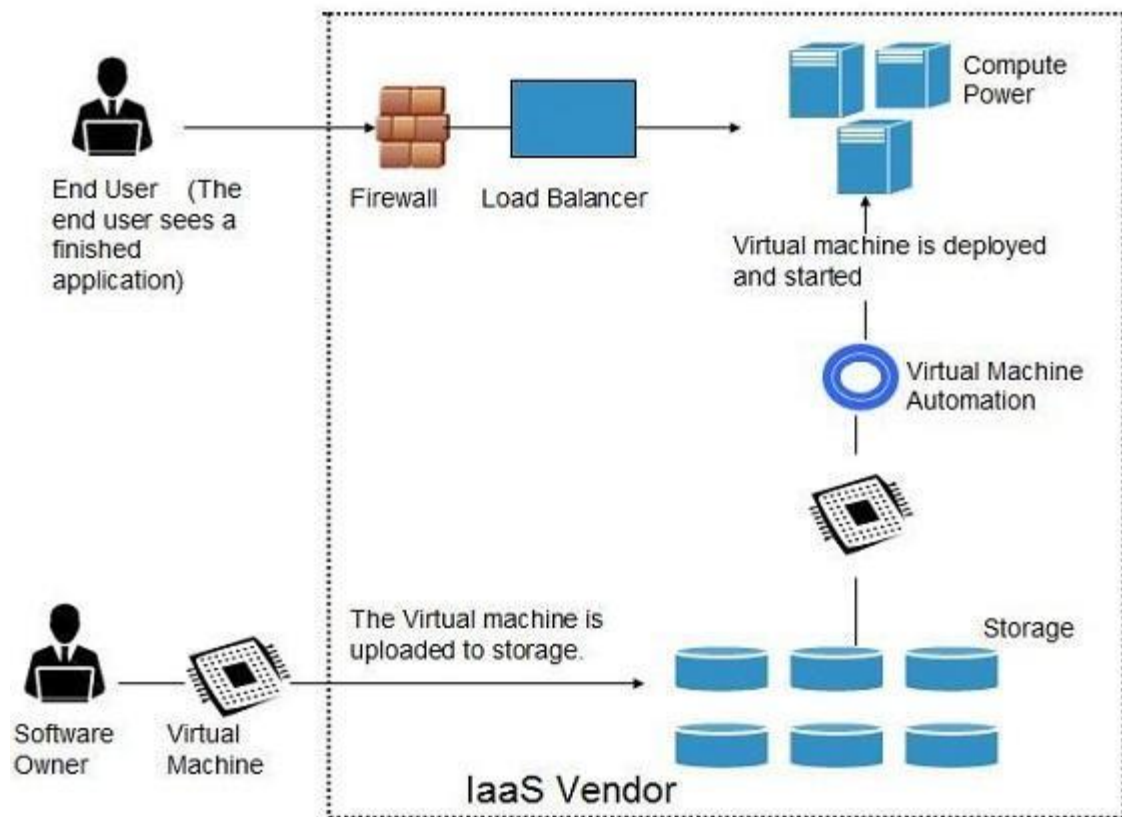 Compute
Power
End User (The
end user sees a
finished
application)
Firewall
Load Balancer
Virtual machine is deployed
and started
Virtual Machine
Automation
The Virtual machine is
uploaded to storage.
Storage
Software
Owner
Virtual
Machine
IaaS Vendor